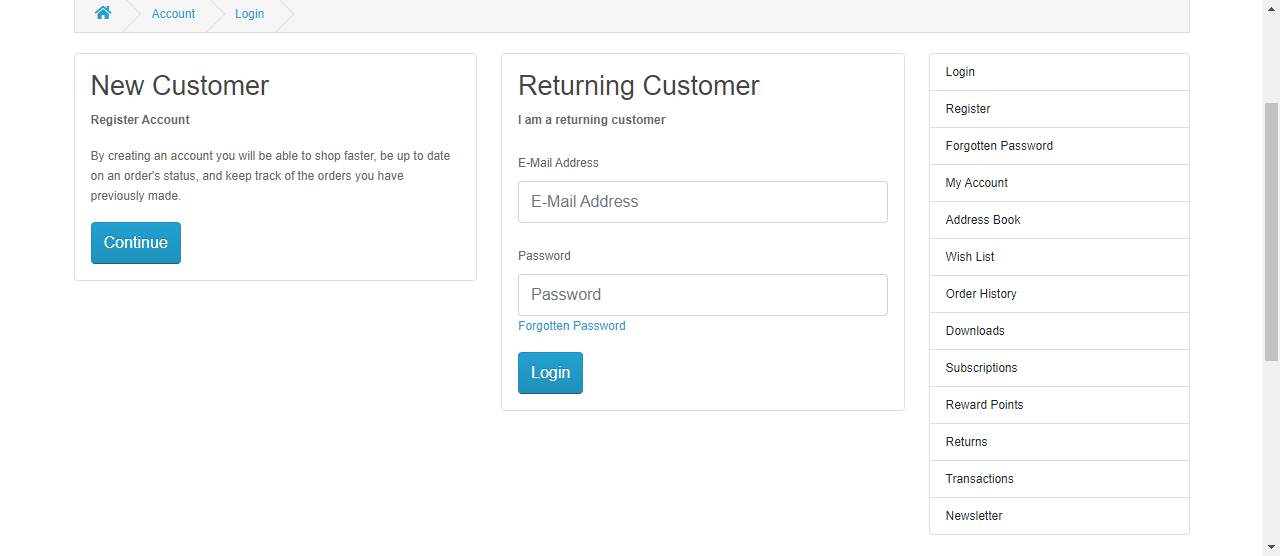 Account
Login
New Customer
Register Account
By creating an account you will be able to shop faster, be up to date
on an order's status, and keep track of the orders you have
previously made.
Continue
Returning Customer
I am a returning customer
E-Mail Address
E-Mail Address
Password
Password
Forgotten Password
Login
Login
Register
Forgotten Password
My Account
Address Book
Wish List
Order History
Downloads
Subscriptions
Reward Points
Returns
Transactions
Newsletter